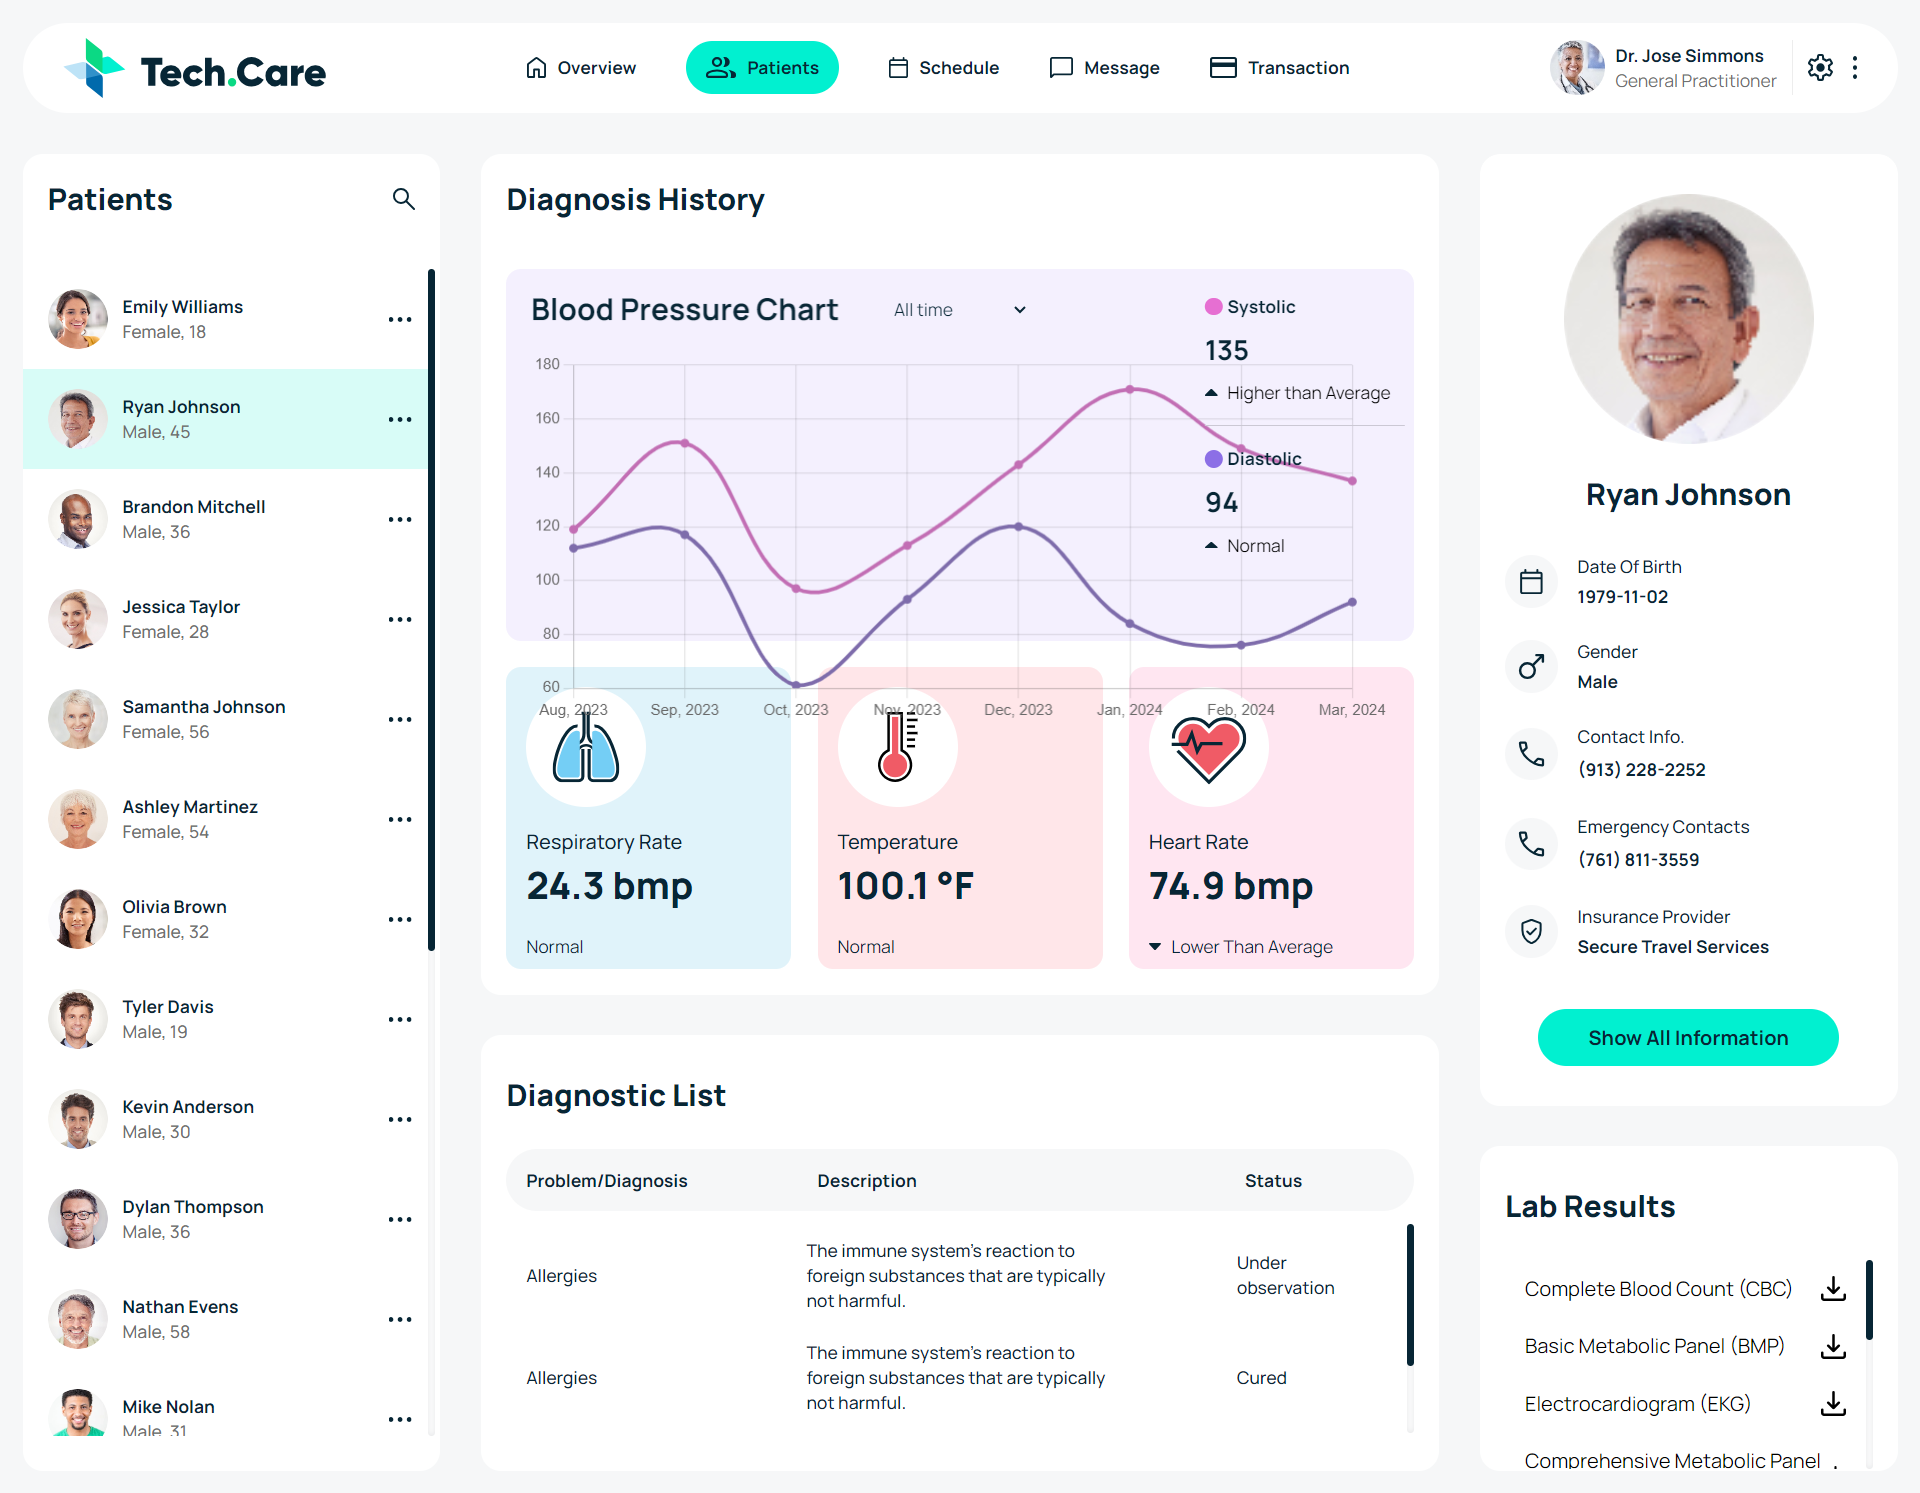 Tech.Care
Overview
Patients
Schedule
Message
Transaction
Dr. Jose Simmons
General Practitioner
Patients
Emily Williams
Female, 18
Ryan Johnson
Male, 45
Brandon Mitchell
Male, 36
Jessica Taylor
Female, 28
Samantha Johnson
Female, 56
Ashley Martinez
Female, 54
Olivia Brown
Female, 32
Tyler Davis
Male, 19
Kevin Anderson
Male, 30
Dylan Thompson
Male, 36
Nathan Evens
Male, 58
Mike Nolan
Male, 31
Diagnosis History
Blood Pressure Chart
All time
Systolic
135
Higher than Average
Diastolic
94
Normal
180
160
140
120
100
80
60
Aug, 2023
Sep, 2023
Oct, 2023
Nov, 2023
Dec, 2023
Jan, 2024
Feb, 2024
Mar, 2024
Respiratory Rate
24.3 bmp
Normal
Temperature
100.1 °F
Normal
Heart Rate
74.9 bmp
Lower Than Average
Diagnostic List
Problem/Diagnosis
Description
Status
Allergies
The immune system's reaction to
foreign substances that are typically
not harmful.
Under
observation
Allergies
The immune system's reaction to
foreign substances that are typically
not harmful.
Cured
Ryan Johnson
Date Of Birth
1979-11-02
Gender
Male
Contact Info.
(913) 228-2252
Emergency Contacts
(761) 811-3559
Insurance Provider
Secure Travel Services
Show All Information
Lab Results
Complete Blood Count (CBC)
Basic Metabolic Panel (BMP)
Electrocardiogram (EKG)
Comprehensive Metabolic Panel